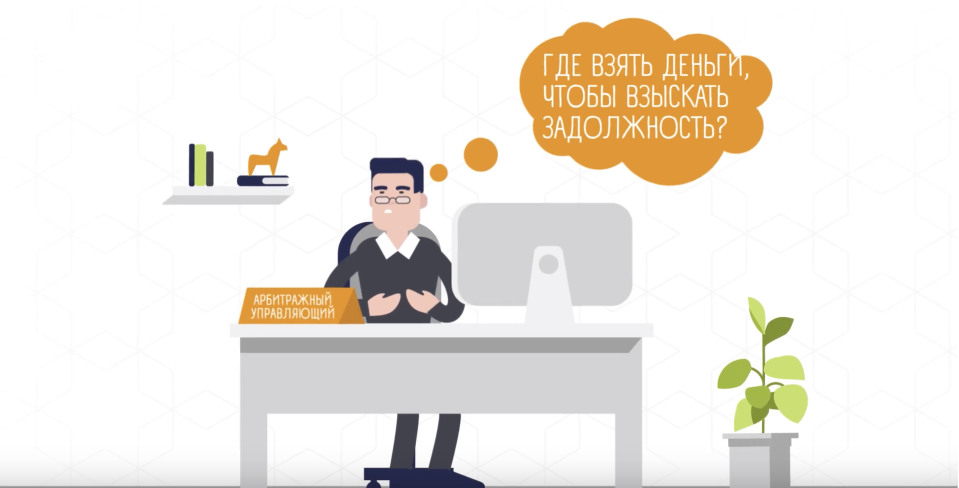 ГДЕ ВЗЯТЬ ДЕНЬГИ,
ЧТОБЫ ВЗЫСКАТЬ
ЗАДОЛЖНОСТЬ?
АРБИТРАЖНЫЙ
УПРАВЛЯЮЩИЙ